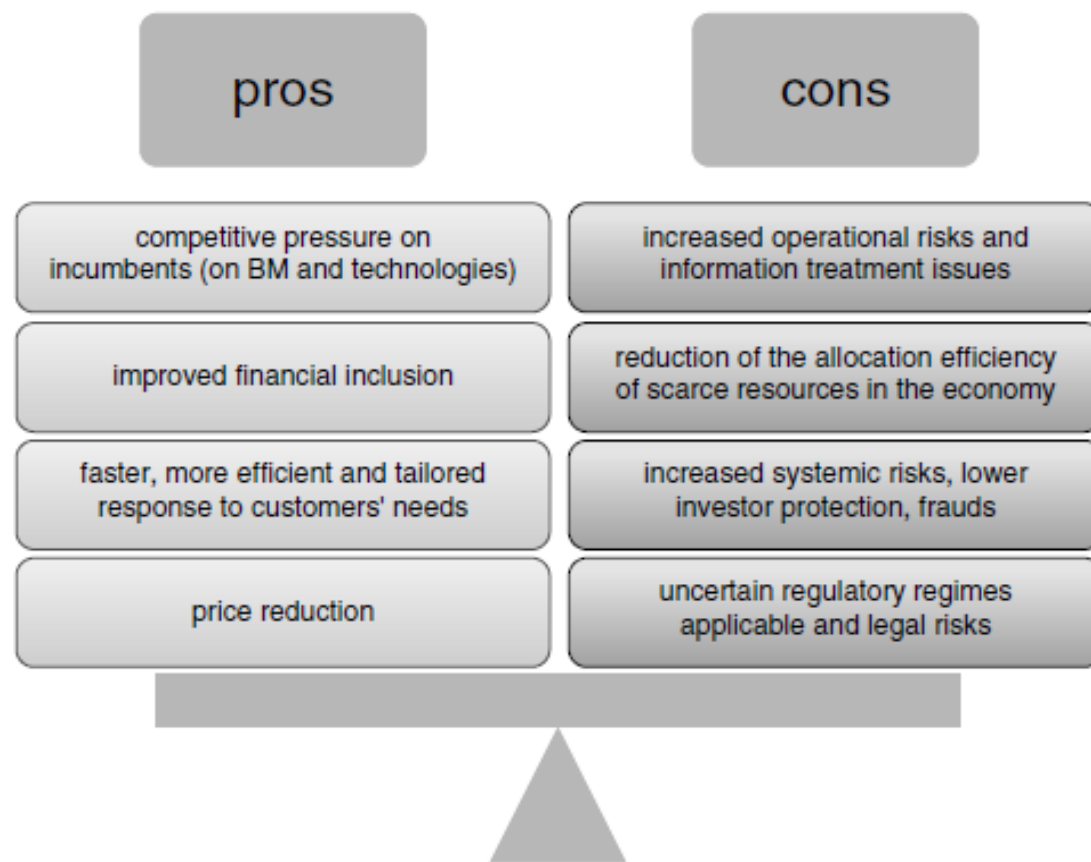 pros
cons
competitive pressure on
incumbents (on BM and technologies)
increased operational risks and
information treatment issues
improved financial inclusion
reduction of the allocation efficiency
of scarce resources in the economy
faster, more efficient and tailored
response to customers' needs
increased systemic risks, lower
investor protection, frauds
price reduction
uncertain regulatory regimes
applicable and legal risks